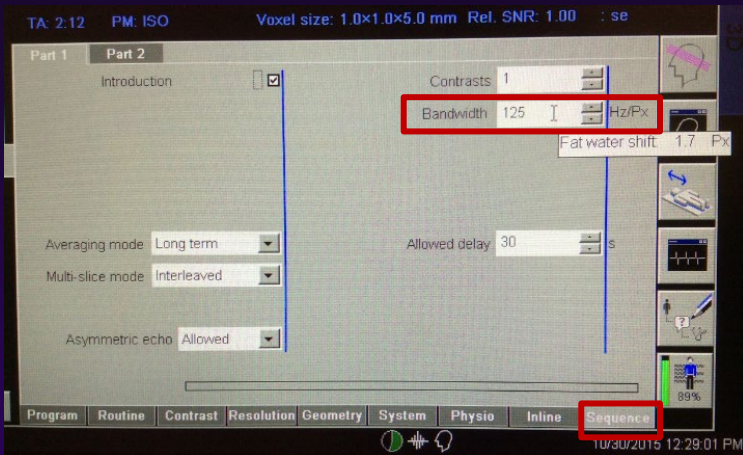 TA: 2:12 PM: ISO Voxel size: 1.0×1.0×5.0 mm Rel. SNR: 1.00 : se
3D
Part 1 Part 2
Introduction
Contrasts 1
Bandwidth 125 Hz/Px
Fat water shift: 1.7 Px
Averaging mode Long term
Allowed delay 30 s
Multi-slice mode Interleaved
Asymmetric echo Allowed
?
89%
Program Routine Contrast Resolution Geometry System Physio Inline Sequence
10/30/2015 12:29:01 PM